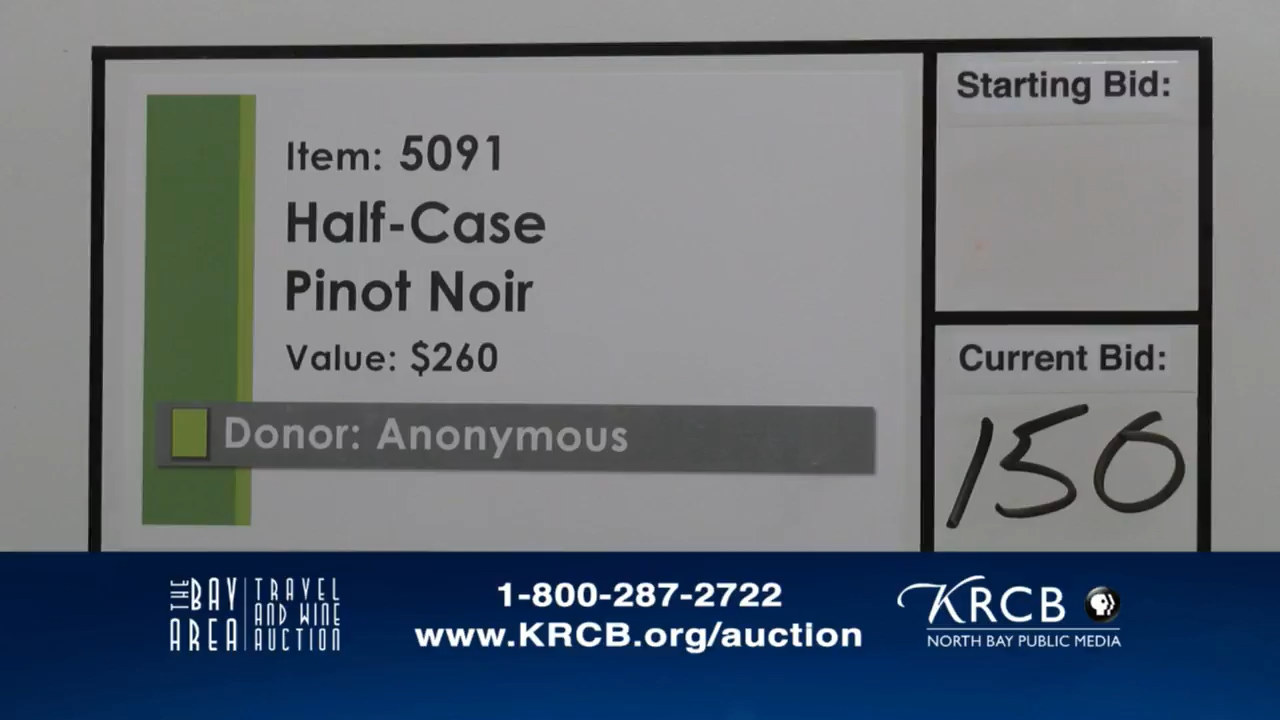 Item: 5091
Half-Case
Pinot Noir
Value: $260
Donor: Anonymous
Starting Bid:
Current Bid:
150
THE BAY AREA
TRAVEL
AND WINE
AUCTION
1-800-287-2722
www.KRCB.org/auction
KRCB
NORTH BAY PUBLIC MEDIA